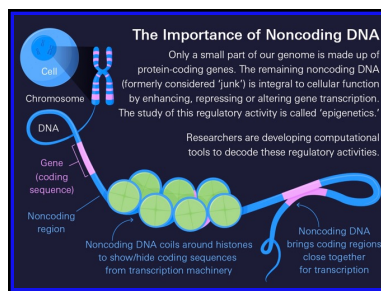 The Importance of Noncoding DNA
Only a small part of our genome is made up of
protein-coding genes. The remaining noncoding DNA
(formerly considered 'junk') is integral to cellular function
by enhancing, repressing or altering gene transcription.
The study of this regulatory activity is called 'epigenetics.'
Researchers are developing computational
tools to decode these regulatory activities.
Cell
Chromosome
DNA
Gene
(coding
sequence)
Noncoding
region
Noncoding DNA coils around histones
to show/hide coding sequences
from transcription machinery
Noncoding DNA
brings coding regions
close together
for transcription